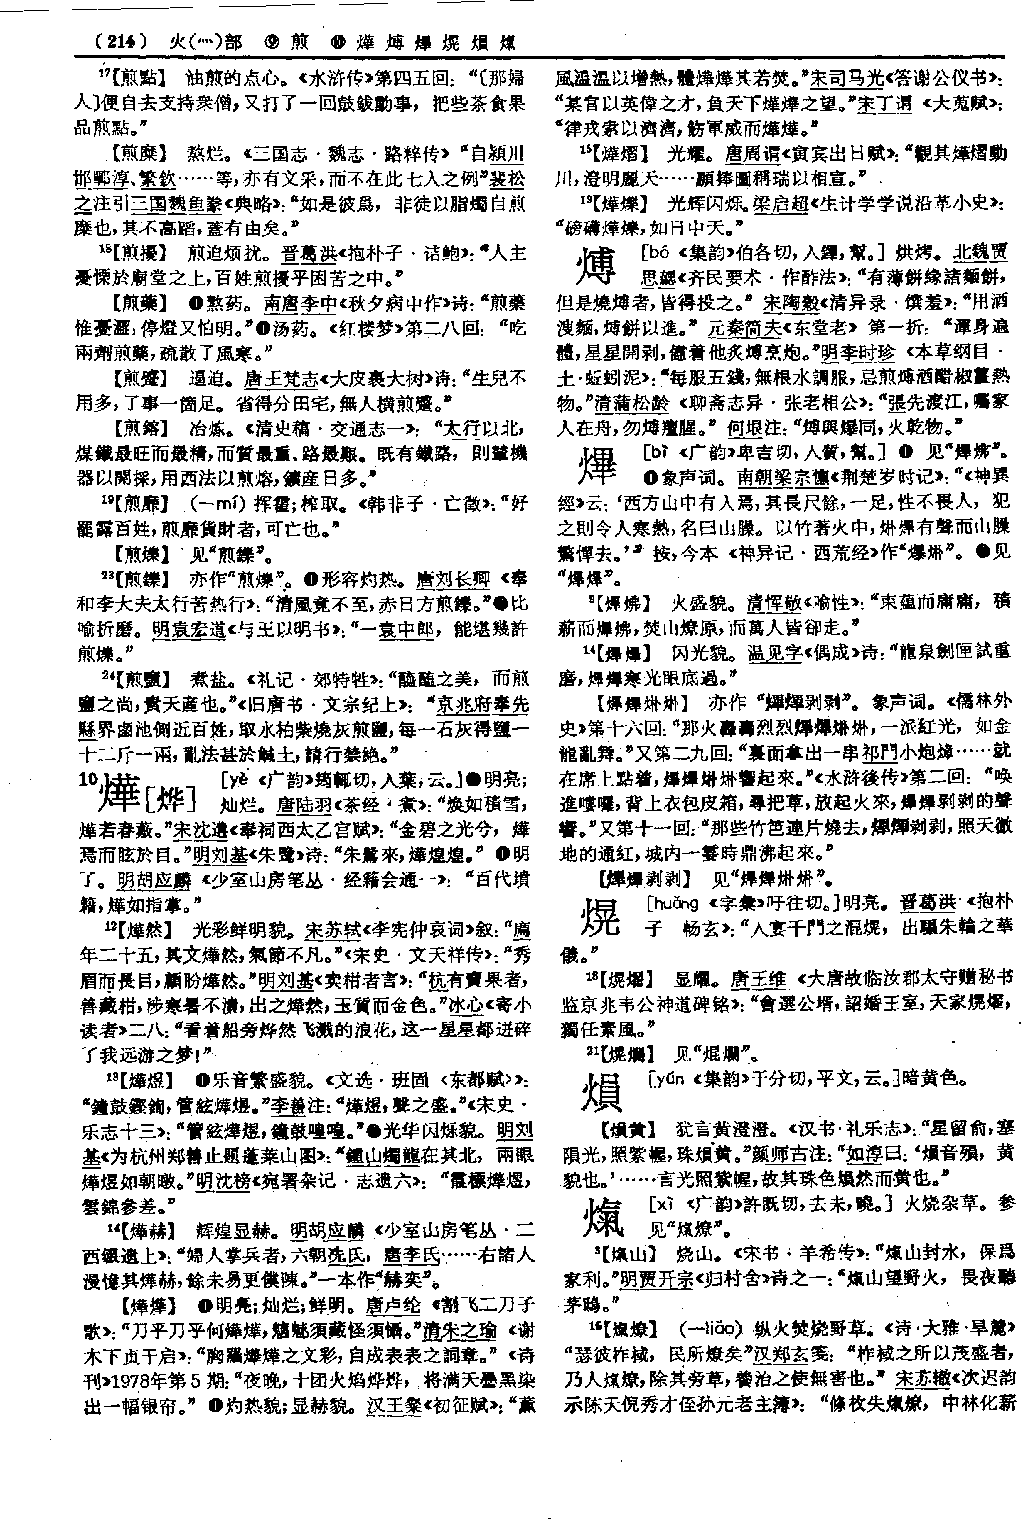 (214) 火(灬)部 ⑨煎 ⑩燁煿熚熀熉㷉
¹⁷【煎點】 油煎的点心。《水浒传》第四五回：“〔那婦
人〕便自去支持衆僧，又打了一回鼓鈸動事，把些茶食果
品煎點。”
【煎糜】 熬烂。《三国志·魏志·路粹传》“自潁川
邯鄲淳、繁欽……等，亦有文采，而不在此七人之例”裴松
之注引三国魏鱼豢《典略》：“如是彼爲，非徒以脂燭自煎
糜也，其不高蹈，蓋有由矣。”
¹⁸【煎擾】 煎迫烦扰。晋葛洪《抱朴子·诘鲍》：“人主
憂慄於廟堂之上，百姓煎擾乎困苦之中。”
【煎藥】 ❶熬药。南唐李中《秋夕病中作》诗：“煎藥
惟憂澀；停燈又怕明。”❷汤药。《红楼梦》第二八回：“吃
兩劑煎藥，疏散了風寒。”
【煎蹙】 逼迫。唐王梵志《大皮裹大树》诗：“生兒不
用多，了事一箇足。省得分田宅，無人橫煎蹙。”
【煎鎔】 冶炼。《清史稿·交通志一》：“太行以北，
煤鐵最旺而最精，而質最重、路最艱。既有鐵路，則輦機
器以開採，用西法以煎熔，鑛産日多。”
¹⁹【煎靡】 (—mí) 挥霍；榨取。《韩非子·亡徵》：“好
罷露百姓，煎靡貨財者，可亡也。”
【煎爍】 见“煎鑠”。
²³【煎鑠】 亦作“煎爍”。❶形容灼热。唐刘长卿《奉
和李大夫太行苦热行》：“清風竟不至，赤日方煎鑠。”❷比
喻折磨。明袁宏道《与王以明书》：“一袁中郎，能堪幾許
煎爍。”
²⁴【煎鹽】 煮盐。《礼记·郊特牲》：“醯醢之美，而煎
鹽之尚，貴天産也。”《旧唐书·文宗纪上》：“京兆府奉先
縣界鹵池側近百姓，取水柏柴燒灰煎鹽，每一石灰得鹽一
十二斤一兩，亂法甚於鹹土，請行禁絶。”
10燁[烨] [yè《广韵》筠輒切，入葉，云。]❶明亮；
灿烂。唐陆羽《茶经·煮》：“焕如積雪，
燁若春藪。”宋沈遘《奉祠西太乙宫赋》：“金碧之光兮，燁
焉而眩於目。”明刘基《朱鹭》诗：“朱鷺來，燁煌煌。” ❷明
了。明胡应麟《少室山房笔丛·经籍会通一》：“百代墳
籍，燁如指掌。”
¹²【燁然】 光彩鲜明貌。宋苏轼《李宪仲哀词》叙：“廌
年二十五，其文燁然，氣節不凡。”《宋史·文天祥传》：“秀
眉而長目，顧盼燁然。”明刘基《卖柑者言》：“杭有賣果者，
善藏柑，涉寒暑不潰，出之燁然，玉質而金色。”冰心《寄小
读者》二八：“看着船旁烨然飞溅的浪花，这一星星都迸碎
了我远游之梦！”
¹³【燁煜】 ❶乐音繁盛貌。《文选·班固〈东都赋〉》：
“鐘鼓鏗鍧，管絃燁煜。”李善注：“燁煜，聲之盛。”《宋史·
乐志十三》：“管絃燁煜，鐘鼓喤喤。”❷光华闪烁貌。明刘
基《为杭州郑善止题蓬莱山图》：“鍾山燭龍在其北，兩眼
燁煜如朝暾。”明沈榜《宛署杂记·志遗六》：“霞標燁煜，
雲錦參差。”
¹⁴【燁赫】 辉煌显赫。明胡应麟《少室山房笔丛·二
酉缀遗上》：“婦人掌兵者，六朝冼氏，唐李氏……右諸人
漫憶其燁赫，餘未易更僕陳。”一本作“赫奕”。
【燁燁】 ❶明亮；灿烂；鲜明。唐卢纶《割飞二刀子
歌》：“刀乎刀乎何燁燁，魑魅須藏怪須懾。”清朱之瑜《谢
木下贞干启》：“胸羅燁燁之文彩，自成表表之詞章。”《诗
刊》1978年第5期：“夜晚，十团火焰烨烨，将满天墨黑染
出一幅银帘。” ❷灼热貌；显赫貌。汉王粲《初征赋》：“薰
風温温以增熱，體燁燁其若焚。”宋司马光《答谢公仪书》：
“某官以英偉之才，負天下燁燁之望。”宋丁谓《大蒐赋》：
“律戎索以濟濟，飭軍威而燁燁。”
¹⁵【燁熠】 光耀。唐周谓《寅宾出日赋》：“觀其燁熠動
川，澄明麗天……願捧圖稱瑞以相宣。”
¹⁹【燁爍】 光辉闪烁。梁启超《生计学学说沿革小史》：
“磅礴燁爍，如日中天。”
煿 [bó《集韵》伯各切，入鐸，幫。] 烘烤。北魏贾
思勰《齐民要术·作酢法》：“有薄餅緣諸麵餅，
但是燒煿者，皆得投之。” 宋陶穀《清异录·馔羞》：“用酒
溲麵，煿餅以進。” 元秦简夫《东堂老》第一折：“渾身遍
體，星星開剥，儘着他炙煿烹炮。”明李时珍《本草纲目·
土·蚯蚓泥》：“每服五錢，無根水調服，忌煎煿酒醋椒薑熱
物。”清蒲松龄《聊斋志异·张老相公》：“張先渡江，囑家
人在舟，勿煿羶腥。” 何垠注：“煿與爆同，火乾物。”
熚 [bì《广韵》卑吉切，入質，幫。] ❶ 见“熚㶿”。
❷象声词。南朝梁宗懔《荆楚岁时记》：“《神異
經》云：‘西方山中有人焉，其長尺餘，一足，性不畏人，犯
之則令人寒熱，名曰山臊。以竹著火中，烞熚有聲而山臊
驚憚去。’” 按，今本《神异记·西荒经》作“爆烞”。❸见
“熚熚”。
⁵【熚㶿】 火盛貌。清恽敬《喻性》：“束藴而庸庸，積
薪而熚㶿，焚山燎原，而萬人皆卻走。”
¹⁴【熚熚】 闪光貌。温见字《偶成》诗：“龍泉劍匣試重
磨，熚熚寒光眼底過。”
【熚熚烞烞】 亦作“熚熚剥剥”。象声词。《儒林外
史》第十六回：“那火轟轟烈烈熚熚烞烞，一派紅光，如金
龍亂舞。”又第二九回：“裏面拿出一串祁門小炮㷟……就
在席上點着，熚熚烞烞響起來。”《水浒後传》第二回：“唤
進嘍囉，背上衣包皮箱，尋把草，放起火來，熚熚剥剥的聲
響。”又第十一回：“那些竹笆連片燒去，熚熚剥剥，照天徹
地的通紅，城内一霎時鼎沸起來。”
【熚熚剥剥】 见“熚熚烞烞”。
熀 [huǎng《字彙》呼往切。]明亮。晋葛洪《抱朴
子 畅玄》：“入宴千門之混熀，出驅朱輪之華
儀。”
¹⁸【熀燿】 显耀。唐王维《大唐故临汝郡太守赠秘书
监京兆韦公神道碑铭》：“會選公壻，詔婚王室，天家熀燿，
獨任素風。”
²¹【熀爛】 见“焜爛”。
熉 [yún《集韵》于分切，平文，云。]暗黄色。
【熉黄】 犹言黄澄澄。《汉书·礼乐志》：“星留俞，塞
隕光，照紫幄，珠熉黄。”颜师古注：“如淳曰：‘熉音殞，黄
貌也。’……言光照紫幄，故其珠色熉然而黄也。”
㷉 [xì《广韵》許既切，去未，曉。] 火烧杂草。参
见“㷉燎”。
³【㷉山】 烧山。《宋书·羊希传》：“㷉山封水，保爲
家利。”明贾开宗《归村舍》诗之一：“㷉山望野火，畏夜聽
茅鴟。”
¹⁶【㷉燎】 (—liǎo) 纵火焚烧野草。《诗·大雅·旱麓》
“瑟彼柞棫，民所燎矣”汉郑玄笺：“柞棫之所以茂盛者，
乃人㷉燎，除其旁草，養治之使無害也。” 宋苏辙《次迟韵
示陈天倪秀才侄孙元老主簿》：“條枚失㷉燎，中林化薪